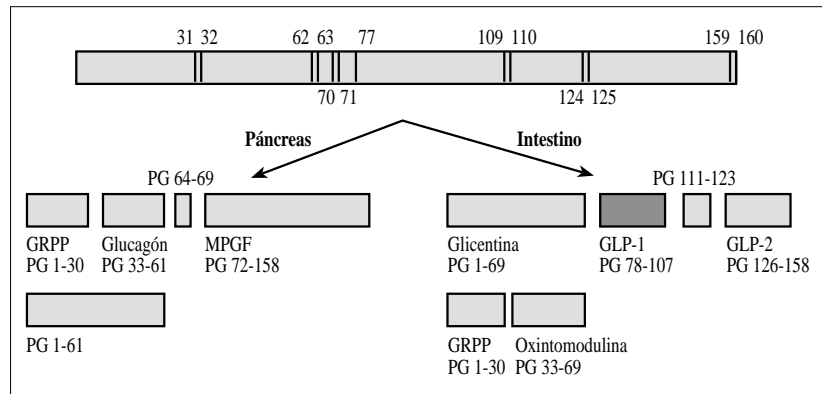 31 32 62 63 77 109 110 159 160
70 71 124 125
Páncreas Intestino
PG 64-69 PG 111-123
GRPP Glucagón MPGF Glicentina GLP-1 GLP-2
PG 1-30 PG 33-61 PG 72-158 PG 1-69 PG 78-107 PG 126-158
PG 1-61 GRPP Oxintomodulina
PG 1-30 PG 33-69